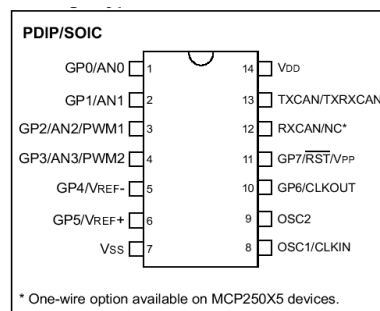 PDIP/SOIC
GP0/AN0 1 14 VDD
GP1/AN1 2 13 TXCAN/TXRXCAN
GP2/AN2/PWM1 3 12 RXCAN/NC*
GP3/AN3/PWM2 4 11 GP7/RST/VPP
GP4/VREF- 5 10 GP6/CLKOUT
GP5/VREF+ 6 9 OSC2
VSS 7 8 OSC1/CLKIN
* One-wire option available on MCP250X5 devices.